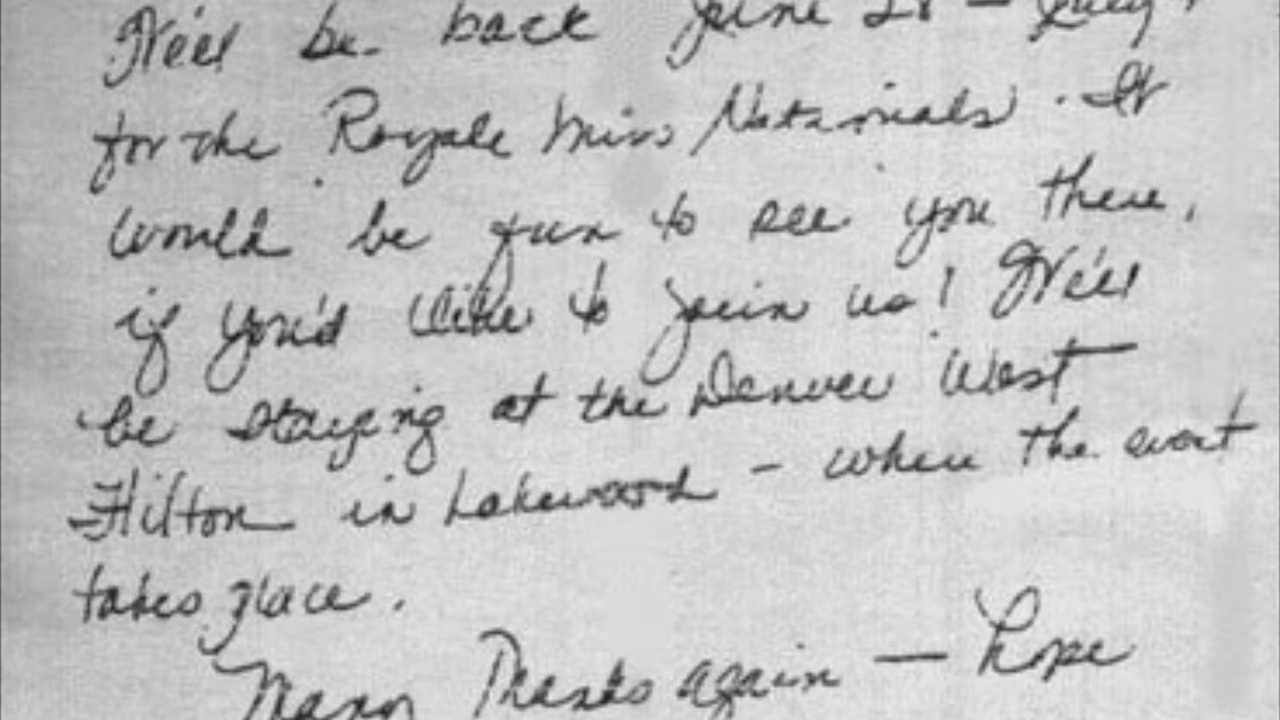 We'll be back June 28 - July
for the Royale Miss Nationals. It
would be fun to see you there,
if you'd like to join us! We'll
be staying at the Denver West
Hilton in Lakewood - where the event
takes place.
Many Thanks again — Hope